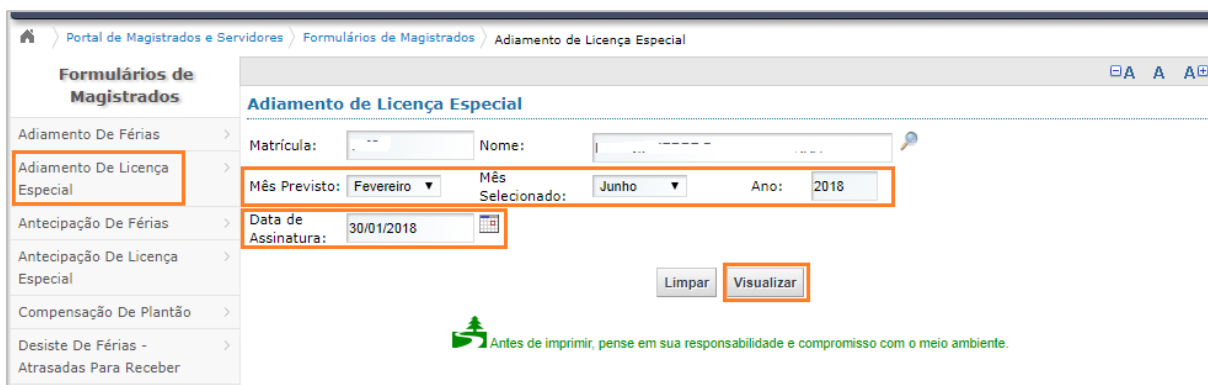 Portal de Magistrados e Servidores Formulários de Magistrados Adiamento de Licença Especial
Formulários de
Magistrados
Adiamento De Férias
Adiamento De Licença
Especial
Antecipação De Férias
Antecipação De Licença
Especial
Compensação De Plantão
Desiste De Férias -
Atrasadas Para Receber
A A A
Adiamento de Licença Especial
Matrícula: Nome:
Mês Previsto: Fevereiro Mês
Selecionado: Junho Ano: 2018
Data de
Assinatura: 30/01/2018
Limpar Visualizar
Antes de imprimir, pense em sua responsabilidade e compromisso com o meio ambiente.